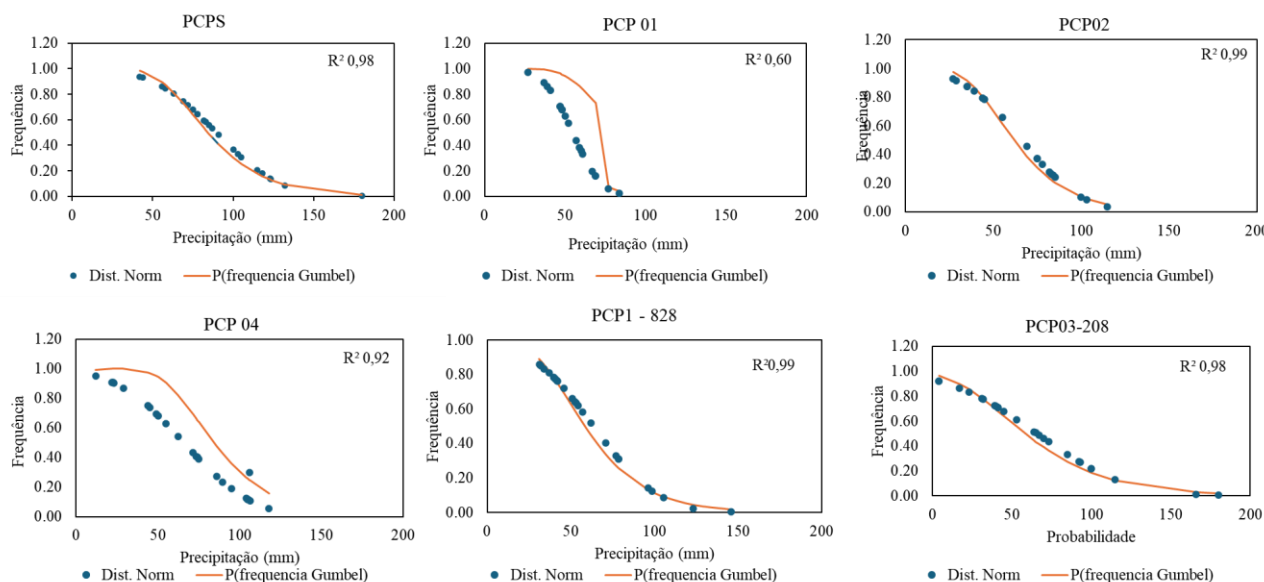 PCPS
R² 0,98
Frequência
1.20
1.00
0.80
0.60
0.40
0.20
0.00
0
50
100
150
200
Precipitação (mm)
Dist. Norm
P(frequencia Gumbel)
PCP 01
R² 0,60
Frequência
1.20
1.00
0.80
0.60
0.40
0.20
0.00
0
50
100
150
200
Precipitação (mm)
Dist. Norm
P(frequencia Gumbel)
PCP02
R² 0,99
Frequência
1.20
1.00
0.80
0.60
0.40
0.20
0.00
0
50
100
150
200
Precipitação (mm)
Dist. Norm
P(frequencia Gumbel)
PCP 04
R² 0,92
Frequência
1.20
1.00
0.80
0.60
0.40
0.20
0.00
0
50
100
150
200
Precipitação (mm)
Dist. Norm
P(frequencia Gumbel)
PCP1 - 828
R²0,99
Frequência
1.00
0.80
0.60
0.40
0.20
0.00
0
50
100
150
200
Precipitação (mm)
Dist. Norm
P(frequencia Gumbel)
PCP03-208
R² 0,98
Frequência
1.20
1.00
0.80
0.60
0.40
0.20
0.00
0
50
100
150
200
Probabilidade
Dist. Norm
P(frequencia Gumbel)